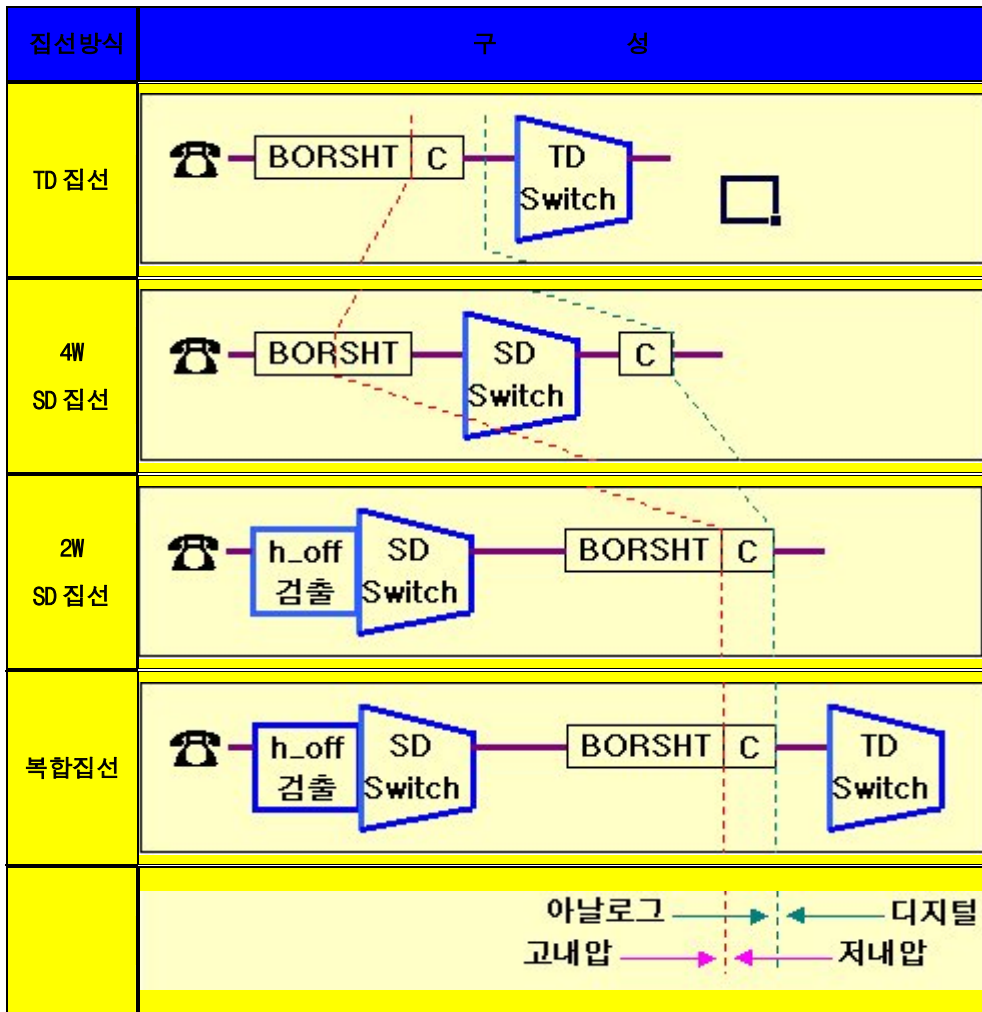 집선방식 구 성
TD 집선
BORSHT C TD
Switch
4W
SD 집선
BORSHT SD
Switch C
2W
SD 집선
h_off
검출 SD
Switch BORSHT C
복합집선
h_off
검출 SD
Switch BORSHT C TD
Switch
아날로그 디지털
고내압 저내압